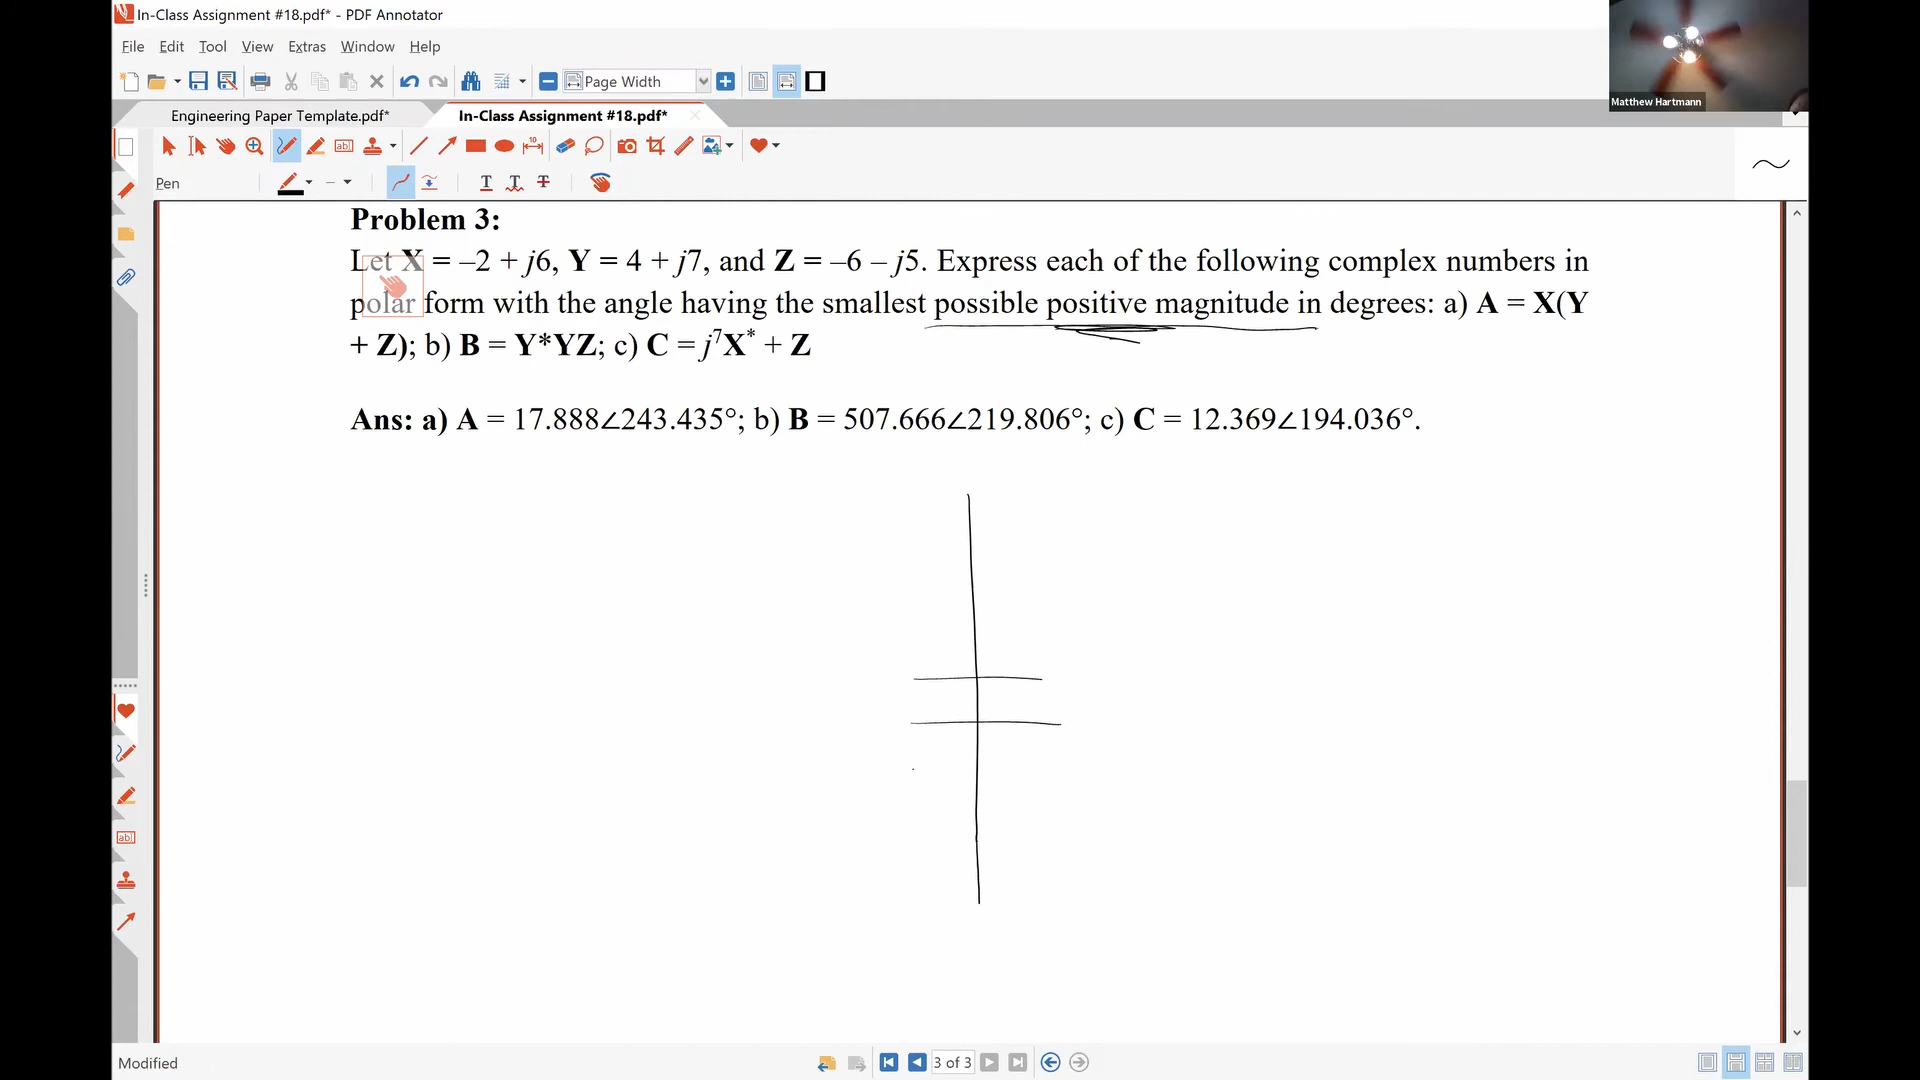 In-Class Assignment #18.pdf* - PDF Annotator
File Edit Tool View Extras Window Help
Matthew Hartmann
Page Width
Engineering Paper Template.pdf*
In-Class Assignment #18.pdf*
ab|
10
Pen
T T T
Problem 3:
Let X = –2 + j6, Y = 4 + j7, and Z = –6 – j5. Express each of the following complex numbers in
polar form with the angle having the smallest possible positive magnitude in degrees: a) A = X(Y
+ Z); b) B = Y*YZ; c) C = j⁷X* + Z
Ans: a) A = 17.888∠243.435°; b) B = 507.666∠219.806°; c) C = 12.369∠194.036°.
ab|
Modified
3 of 3